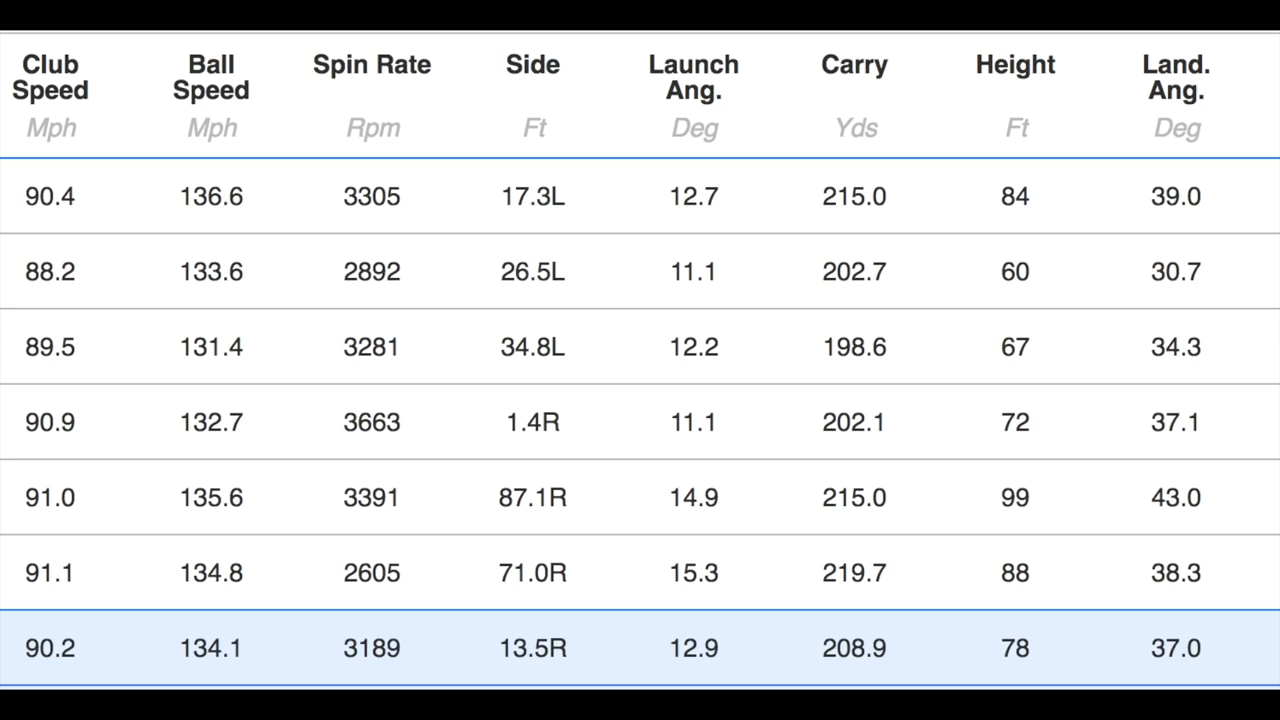 Club Speed Ball Speed Spin Rate Side Launch Ang. Carry Height Land. Ang.
Mph Mph Rpm Ft Deg Yds Ft Deg
90.4 136.6 3305 17.3L 12.7 215.0 84 39.0
88.2 133.6 2892 26.5L 11.1 202.7 60 30.7
89.5 131.4 3281 34.8L 12.2 198.6 67 34.3
90.9 132.7 3663 1.4R 11.1 202.1 72 37.1
91.0 135.6 3391 87.1R 14.9 215.0 99 43.0
91.1 134.8 2605 71.0R 15.3 219.7 88 38.3
90.2 134.1 3189 13.5R 12.9 208.9 78 37.0